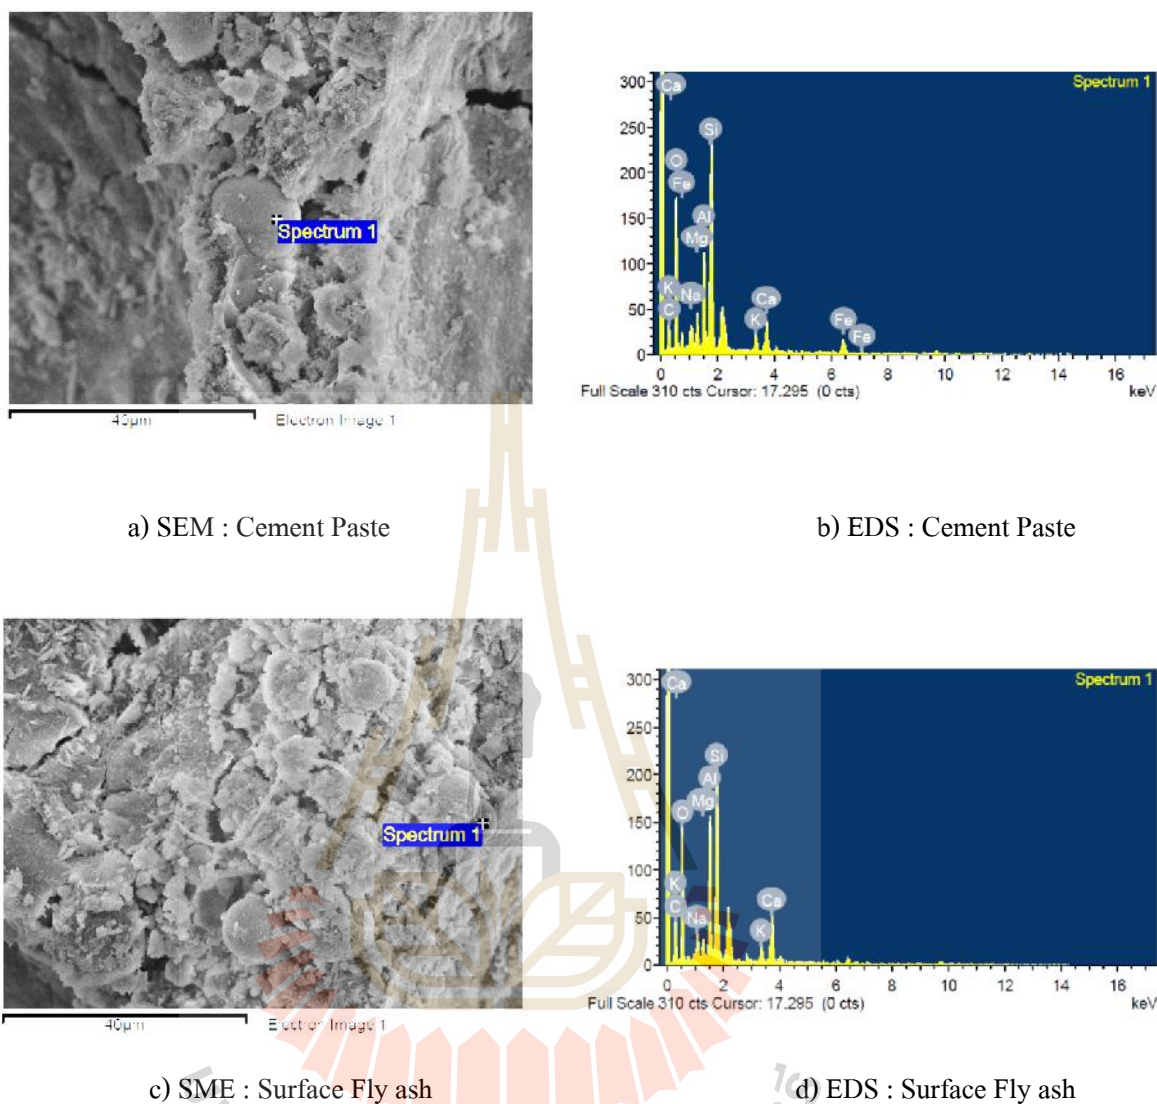 Spectrum 1
40µm Electron Image 1
Spectrum 1
300
250
200
150
100
50
0
Ca
O
Fe
K
C
Na
Mg
Al
Si
K
Ca
Fe
Fe
0 2 4 6 8 10 12 14 16
Full Scale 310 cts Cursor: 17.295 (0 cts) keV
a) SEM : Cement Paste
b) EDS : Cement Paste
Spectrum 1
40µm Electron Image 1
Spectrum 1
300
250
200
150
100
50
0
Ca
O
K
C
Na
Mg
Al
Si
K
Ca
0 2 4 6 8 10 12 14 16
Full Scale 310 cts Cursor: 17.295 (0 cts) keV
c) SME : Surface Fly ash
d) EDS : Surface Fly ash